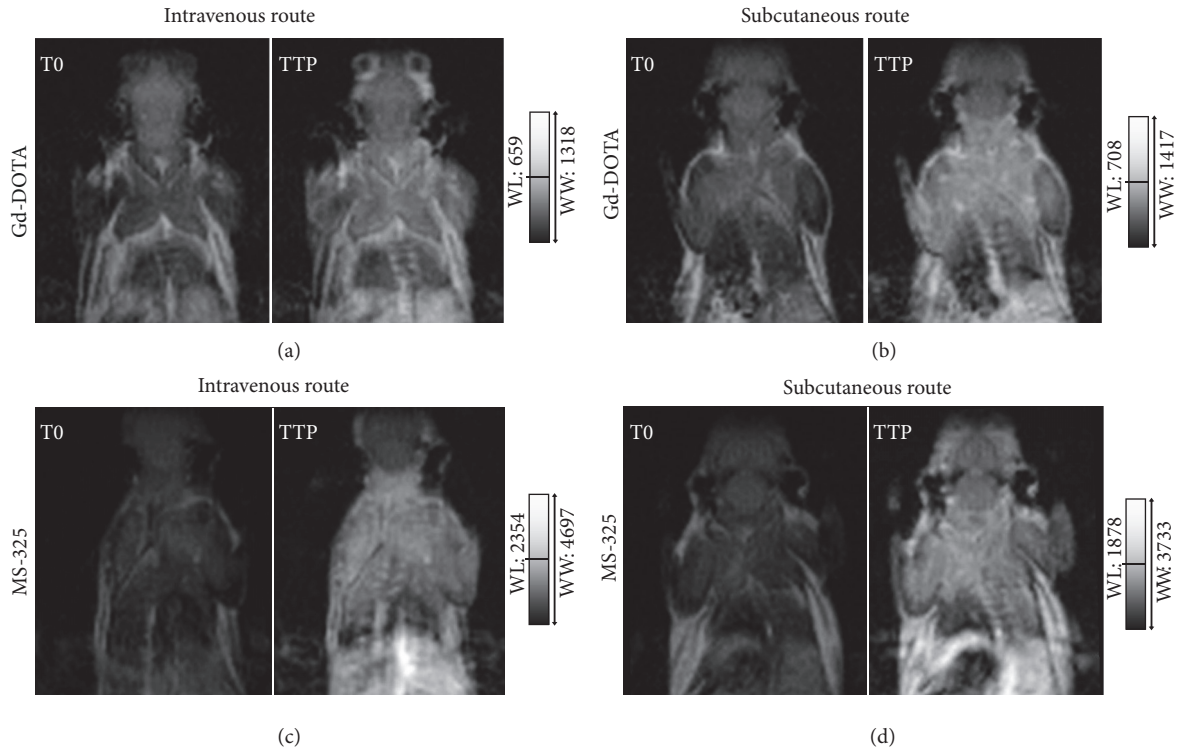 Intravenous route
Subcutaneous route
T0
TTP
T0
TTP
Gd-DOTA
WL: 659
WW: 1318
Gd-DOTA
WL: 708
WW: 1417
(a)
(b)
Intravenous route
Subcutaneous route
T0
TTP
T0
TTP
MS-325
WL: 2354
WW: 4697
MS-325
WL: 1878
WW: 3733
(c)
(d)